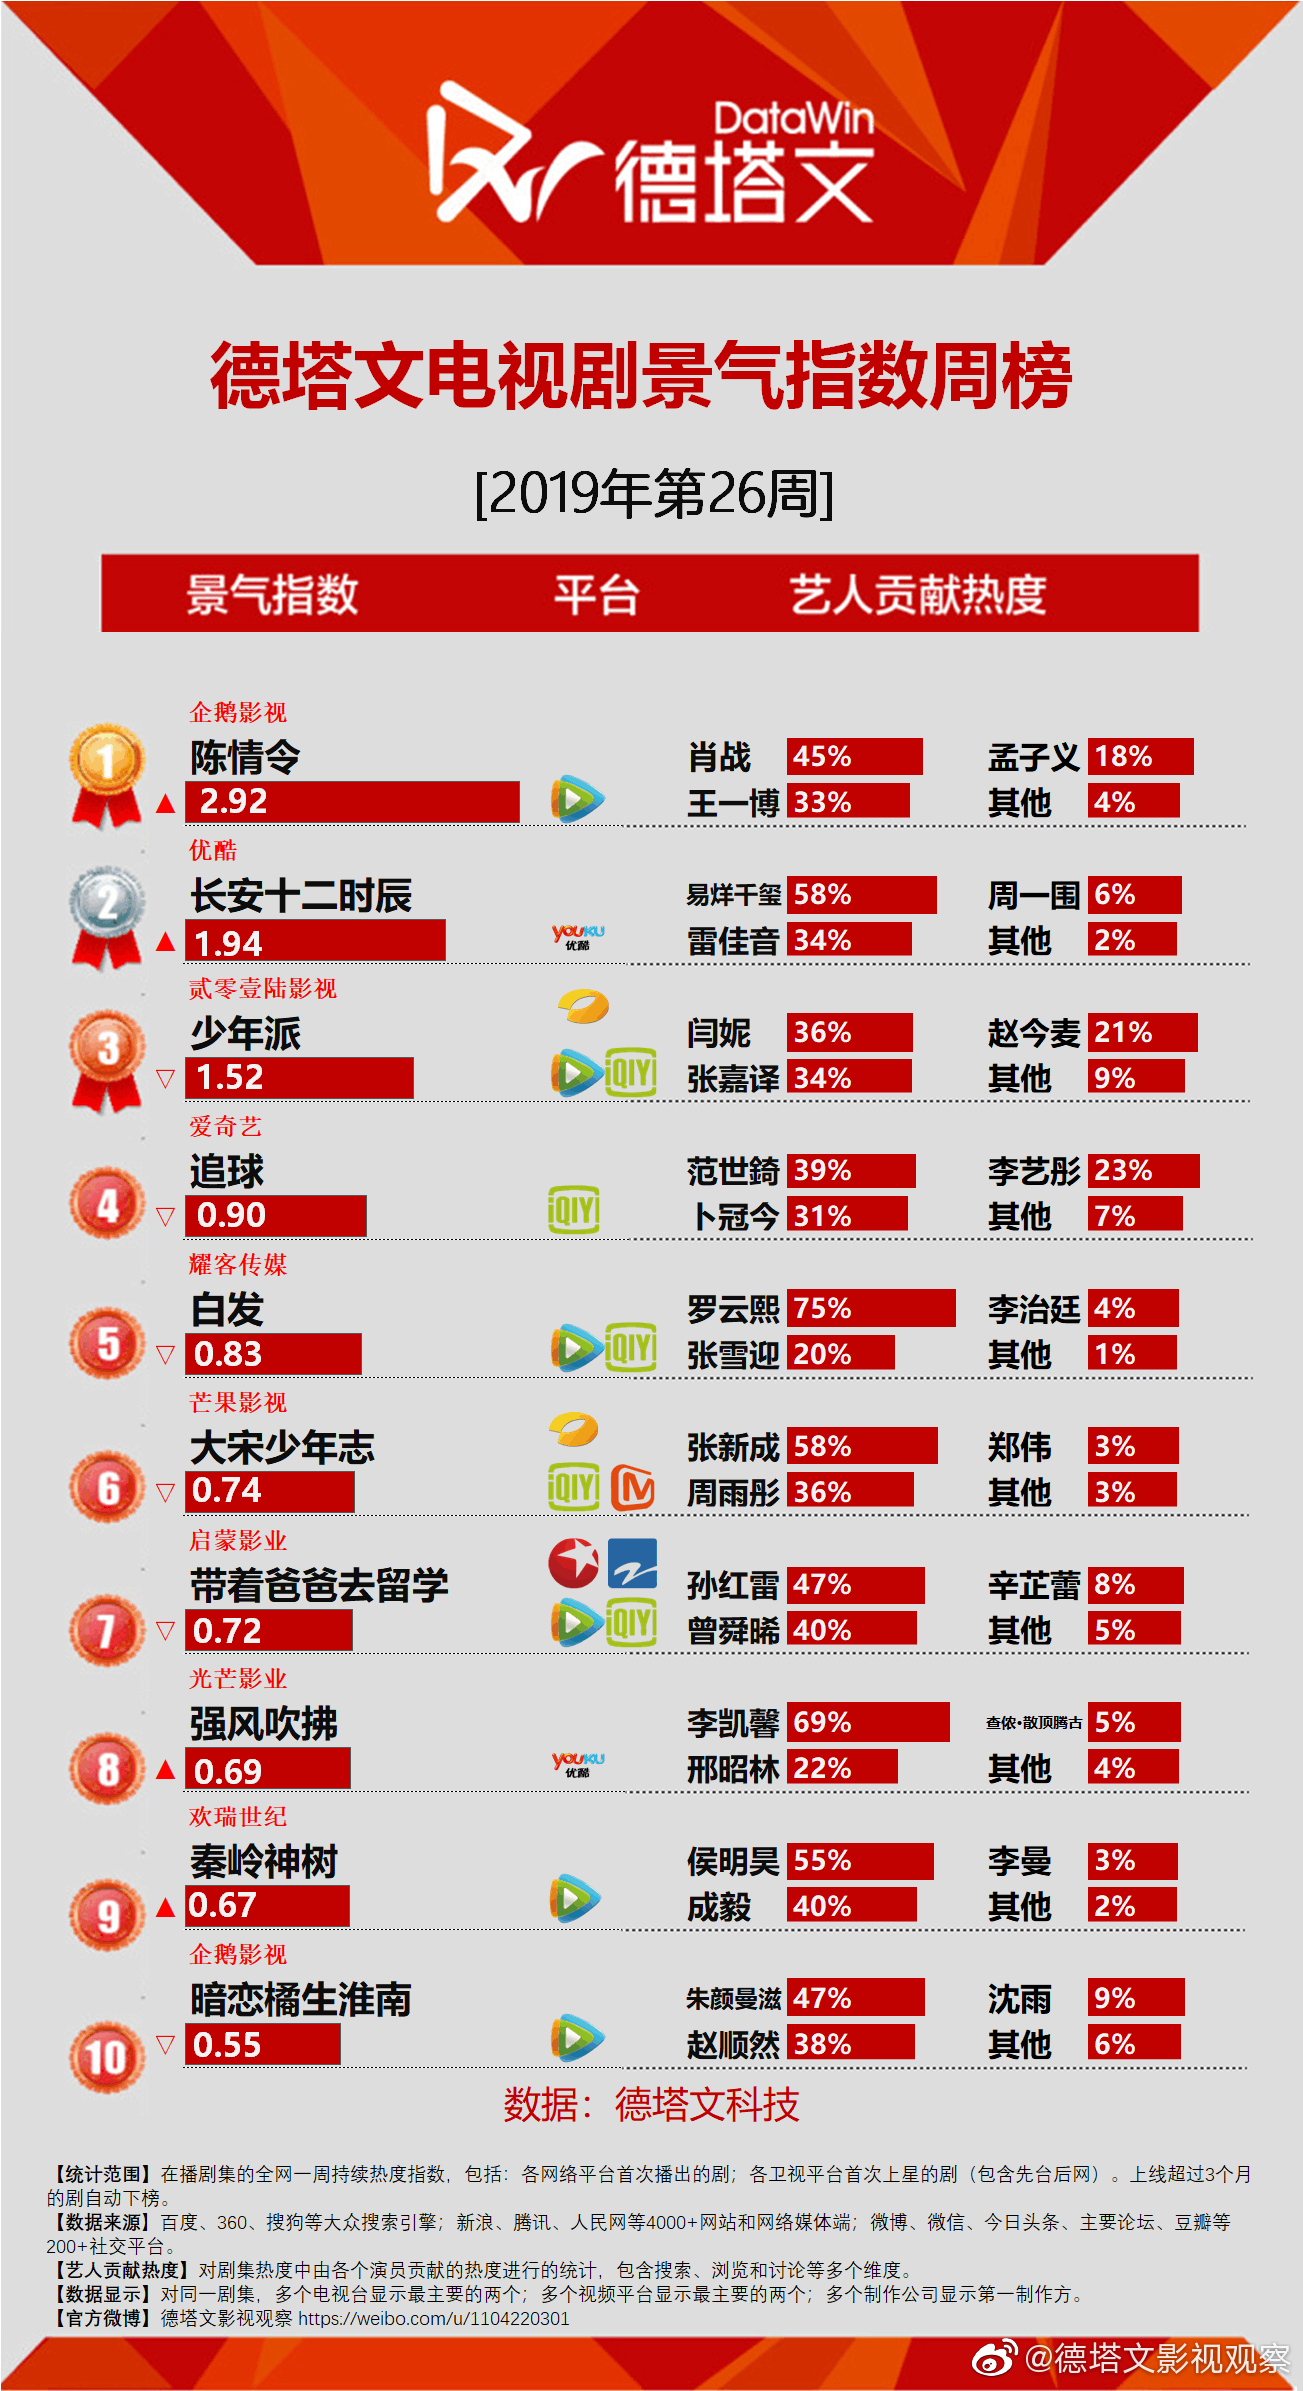 DataWin
德塔文
德塔文电视剧景气指数周榜
[2019年第26周]
景气指数 平台 艺人贡献热度
企鹅影视
1 陈情令 肖战 45% 孟子义 18%
2.92 王一博 33% 其他 4%
优酷
2 长安十二时辰 易烊千玺 58% 周一围 6%
1.94 YOUKU 优酷 雷佳音 34% 其他 2%
贰零壹陆影视
3 少年派 闫妮 36% 赵今麦 21%
1.52 iQIYI 张嘉译 34% 其他 9%
爱奇艺
4 追球 范世錡 39% 李艺彤 23%
0.90 iQIYI 卜冠今 31% 其他 7%
耀客传媒
5 白发 罗云熙 75% 李治廷 4%
0.83 iQIYI 张雪迎 20% 其他 1%
芒果影视
6 大宋少年志 张新成 58% 郑伟 3%
0.74 iQIYI 周雨彤 36% 其他 3%
启蒙影业
7 带着爸爸去留学 孙红雷 47% 辛芷蕾 8%
0.72 iQIYI 曾舜晞 40% 其他 5%
光芒影业
8 强风吹拂 李凯馨 69% 查侬·散顶腾古 5%
0.69 YOUKU 优酷 邢昭林 22% 其他 4%
欢瑞世纪
9 秦岭神树 侯明昊 55% 李曼 3%
0.67 成毅 40% 其他 2%
企鹅影视
10 暗恋橘生淮南 朱颜曼滋 47% 沈雨 9%
0.55 赵顺然 38% 其他 6%
数据：德塔文科技
【统计范围】在播剧集的全网一周持续热度指数，包括：各网络平台首次播出的剧；各卫视平台首次上星的剧（包含先台后网）。上线超过3个月
的剧自动下榜。
【数据来源】百度、360、搜狗等大众搜索引擎；新浪、腾讯、人民网等4000+网站和网络媒体端；微博、微信、今日头条、主要论坛、豆瓣等
200+社交平台。
【艺人贡献热度】对剧集热度中由各个演员贡献的热度进行的统计，包含搜索、浏览和讨论等多个维度。
【数据显示】对同一剧集，多个电视台显示最主要的两个；多个视频平台显示最主要的两个；多个制作公司显示第一制作方。
【官方微博】德塔文影视观察 https://weibo.com/u/1104220301
@德塔文影视观察